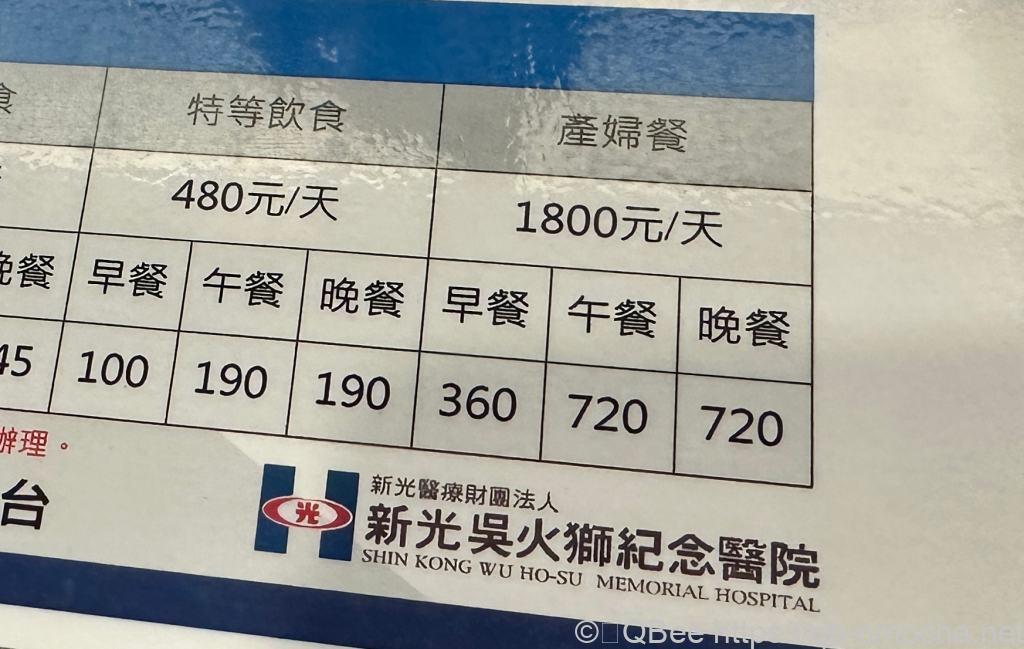 食 特等飲食 產婦餐
480元/天 1800元/天
晚餐 早餐 午餐 晚餐 早餐 午餐 晚餐
45 100 190 190 360 720 720
辦理。
台
光
新光醫療財團法人
新光吳火獅紀念醫院
SHIN KONG WU HO-SU MEMORIAL HOSPITAL
© QBee